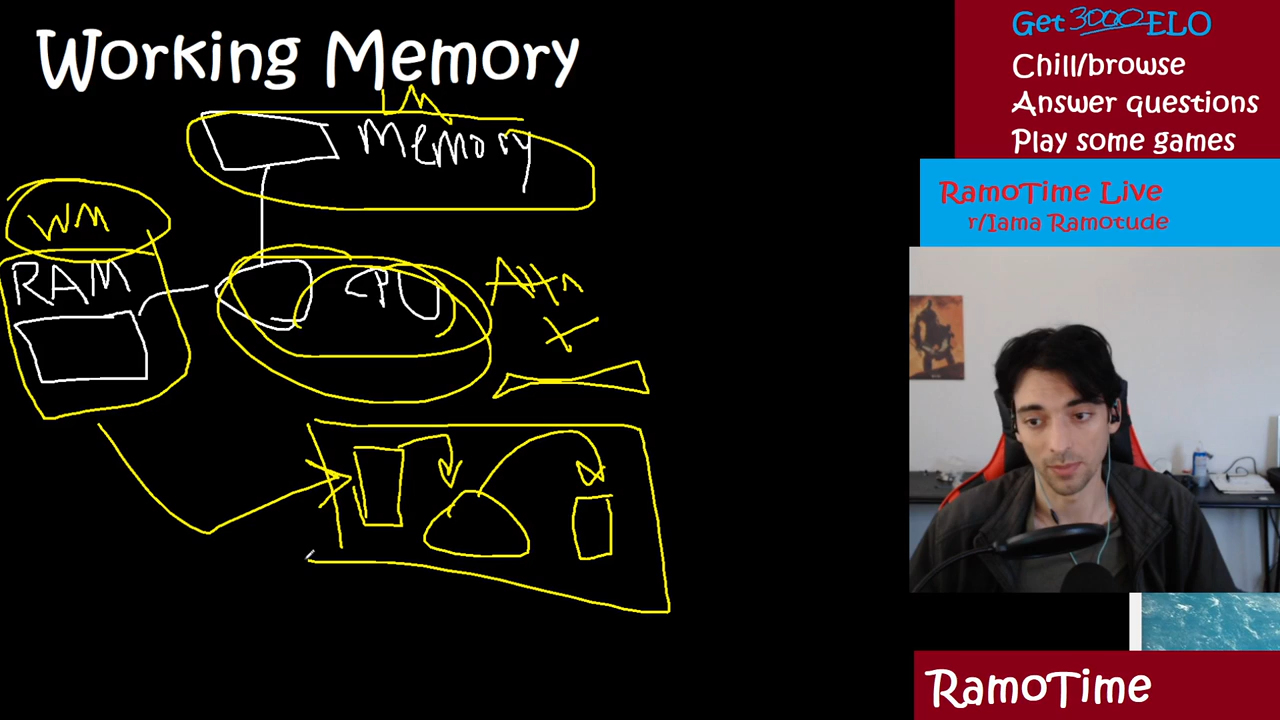 Working Memory
LM
Memory
WM
RAM
CPU
Attn
+
Get 3000 ELO
Chill/browse
Answer questions
Play some games
RamoTime Live
r/Iama Ramotude
RamoTime